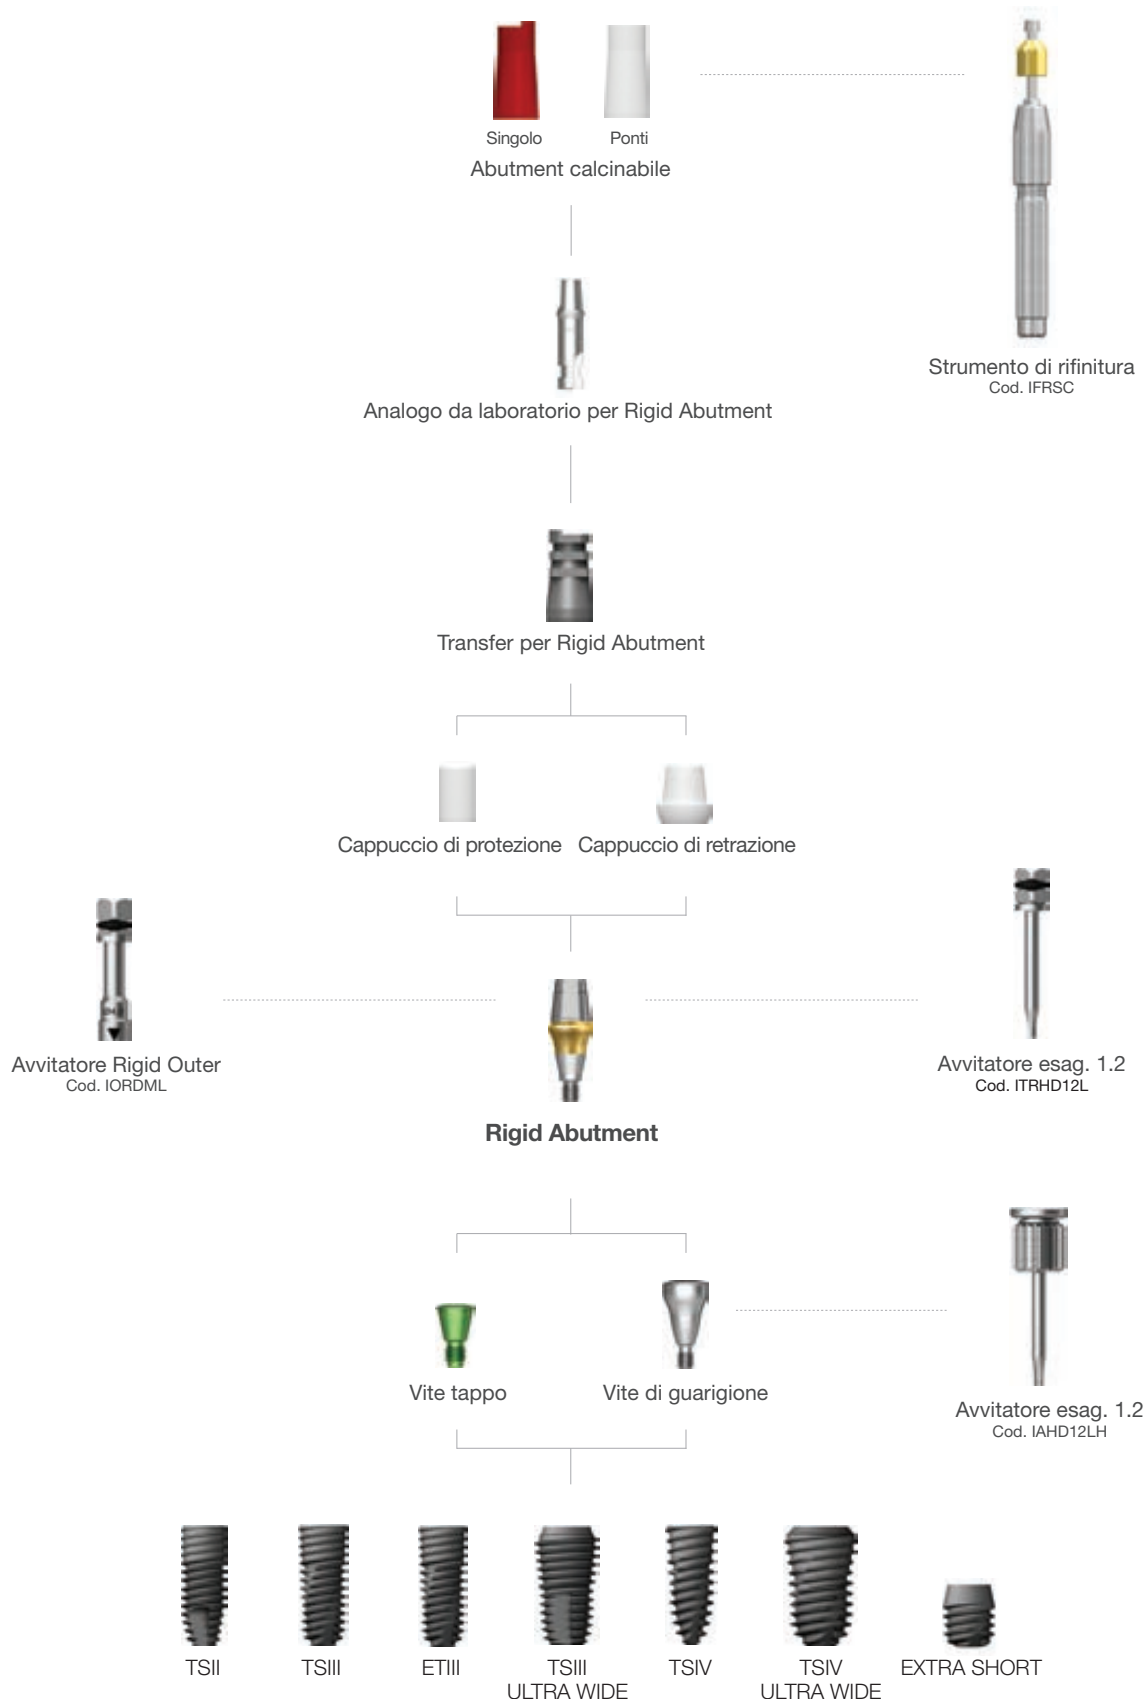 Singolo
Ponti
Abutment calcinabile
Strumento di rifinitura
Cod. IFRSC
Analogo da laboratorio per Rigid Abutment
Transfer per Rigid Abutment
Cappuccio di protezione
Cappuccio di retrazione
Avvitatore Rigid Outer
Cod. IORDML
Avvitatore esag. 1.2
Cod. ITRHD12L
Rigid Abutment
Vite tappo
Vite di guarigione
Avvitatore esag. 1.2
Cod. IAHD12LH
TSII
TSIII
ETIII
TSIII
ULTRA WIDE
TSIV
TSIV
ULTRA WIDE
EXTRA SHORT